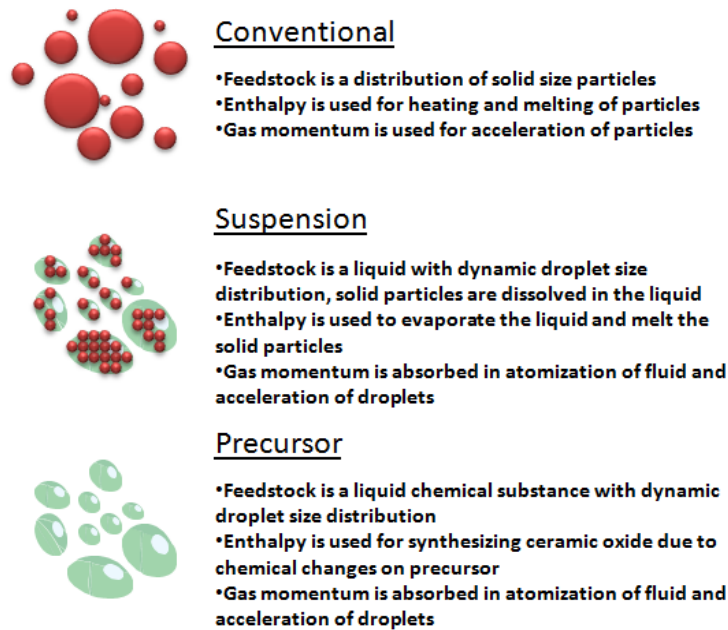 Conventional
•Feedstock is a distribution of solid size particles
•Enthalpy is used for heating and melting of particles
•Gas momentum is used for acceleration of particles
Suspension
•Feedstock is a liquid with dynamic droplet size
distribution, solid particles are dissolved in the liquid
•Enthalpy is used to evaporate the liquid and melt the
solid particles
•Gas momentum is absorbed in atomization of fluid and
acceleration of droplets
Precursor
•Feedstock is a liquid chemical substance with dynamic
droplet size distribution
•Enthalpy is used for synthesizing ceramic oxide due to
chemical changes on precursor
•Gas momentum is absorbed in atomization of fluid and
acceleration of droplets